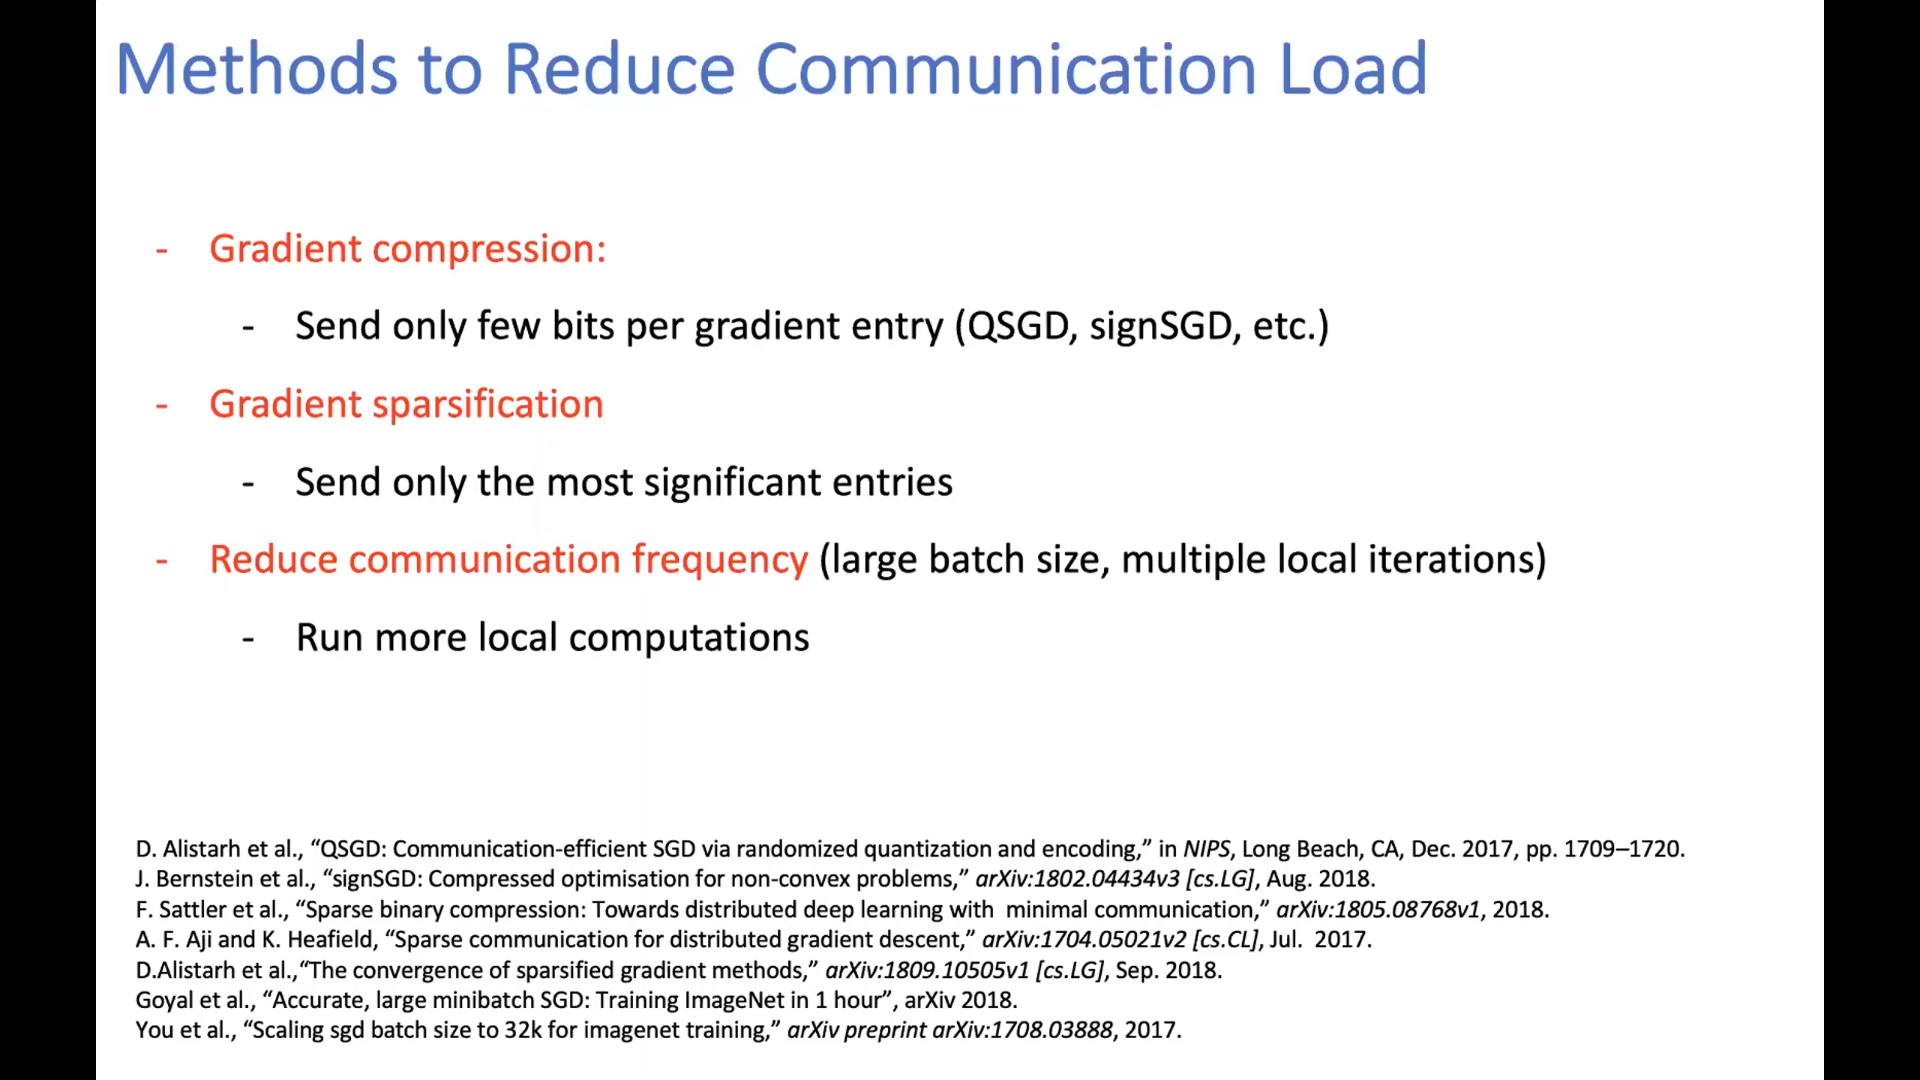 Methods to Reduce Communication Load
- Gradient compression:
- Send only few bits per gradient entry (QSGD, signSGD, etc.)
- Gradient sparsification
- Send only the most significant entries
- Reduce communication frequency (large batch size, multiple local iterations)
- Run more local computations
D. Alistarh et al., “QSGD: Communication-efficient SGD via randomized quantization and encoding,” in NIPS, Long Beach, CA, Dec. 2017, pp. 1709–1720.
J. Bernstein et al., “signSGD: Compressed optimisation for non-convex problems,” arXiv:1802.04434v3 [cs.LG], Aug. 2018.
F. Sattler et al., “Sparse binary compression: Towards distributed deep learning with minimal communication,” arXiv:1805.08768v1, 2018.
A. F. Aji and K. Heafield, “Sparse communication for distributed gradient descent,” arXiv:1704.05021v2 [cs.CL], Jul. 2017.
D.Alistarh et al.,“The convergence of sparsified gradient methods,” arXiv:1809.10505v1 [cs.LG], Sep. 2018.
Goyal et al., “Accurate, large minibatch SGD: Training ImageNet in 1 hour”, arXiv 2018.
You et al., “Scaling sgd batch size to 32k for imagenet training,” arXiv preprint arXiv:1708.03888, 2017.